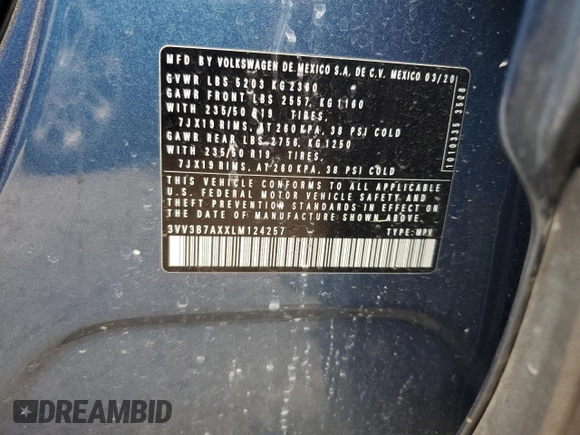 MFD BY VOLKSWAGEN DE MEXICO S.A. DE C.V. MEXICO 03/20
GVWR LBS 5203 KG 2360
GAWR FRONT LBS 2557, KG 1160
WITH 235/50 R19 TIRES,
7JX19 RIMS, AT 260 KPA, 38 PSI COLD
GAWR REAR LBS 2756, KG 1250
WITH 235/50 R19 TIRES,
7JX19 RIMS, AT 260 KPA, 38 PSI COLD
THIS VEHICLE CONFORMS TO ALL APPLICABLE
U.S. FEDERAL MOTOR VEHICLE SAFETY AND
THEFT PREVENTION STANDARDS IN EFFECT ON
THE DATE OF MANUFACTURE SHOWN ABOVE.
3VV3B7AXXLM124257 TYPE: MPV
1010335 3520
DREAMBID